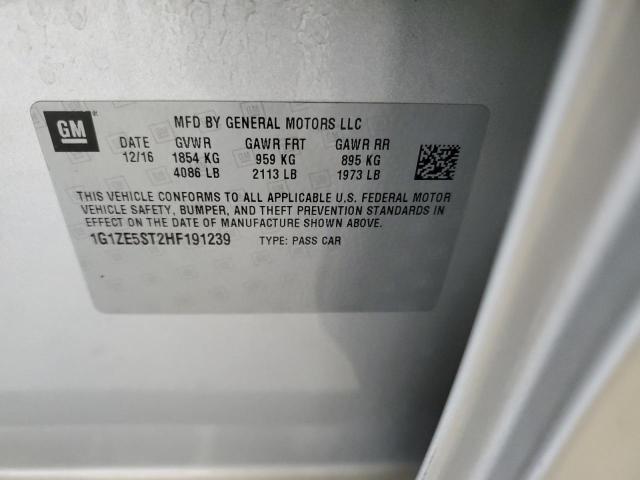 GM
MFD BY GENERAL MOTORS LLC
DATE GVWR GAWR FRT GAWR RR
12/16 1854 KG 959 KG 895 KG
4086 LB 2113 LB 1973 LB
THIS VEHICLE CONFORMS TO ALL APPLICABLE U.S. FEDERAL MOTOR
VEHICLE SAFETY, BUMPER, AND THEFT PREVENTION STANDARDS IN
EFFECT ON THE DATE OF MANUFACTURE SHOWN ABOVE.
1G1ZE5ST2HF191239 TYPE: PASS CAR